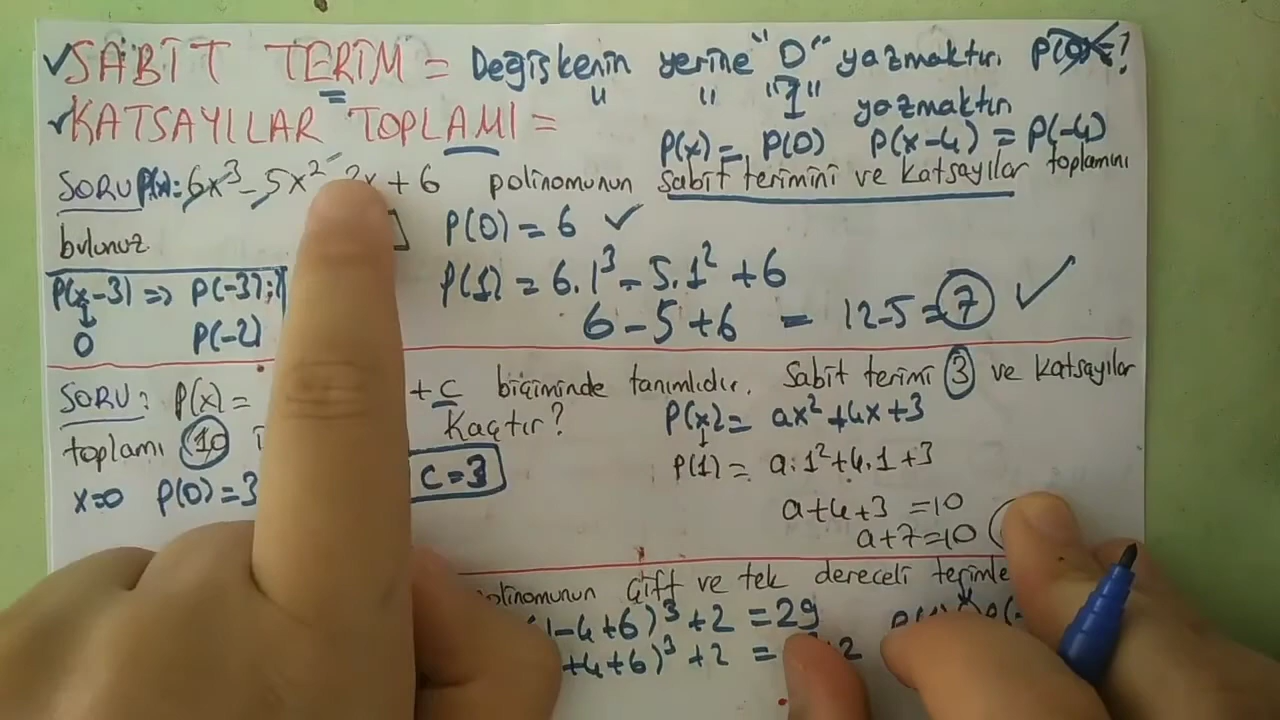 ✓SABİT TERİM = Değişkenin yerine "0" yazmaktır. P(0)=?
✓KATSAYILAR TOPLAMI = " " "1" yazmaktır
P(x) = P(0) P(x-4) = P(-4)
SORU P(x) = 6x³ - 5x² - + 6 polinomunun sabit terimini ve katsayılar toplamını
bulunuz.
P(0) = 6 ✓
P(1) = 6.1³ - 5.1² + 6
6 - 5 + 6 = 12-5 = 7 ✓
P(x-3) => P(-3)
0 P(-2)
SORU: P(x) = + c biçiminde tanımlıdır. Sabit terimi 3 ve katsayılar
toplamı 10 Kaçtır?
x=0 P(0)=3 C=3
P(x) = ax² + 4x + 3
P(1) = a.1² + 4.1 + 3
a+4+3 = 10
a+7=10
polinomunun çift ve tek dereceli
-4+6)³ + 2 = 29
+4+6)³ + 2 =